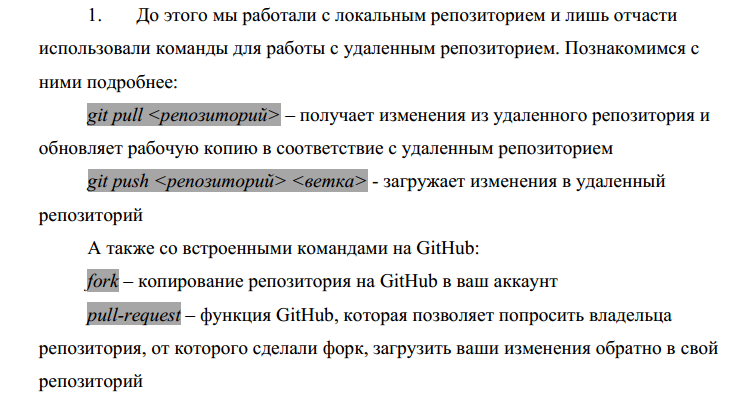 1. До этого мы работали с локальным репозиторием и лишь отчасти
использовали команды для работы с удаленным репозиторием. Познакомимся с
ними подробнее:
git pull <репозиторий> – получает изменения из удаленного репозитория и
обновляет рабочую копию в соответствие с удаленным репозиторием
git push <репозиторий> <ветка> - загружает изменения в удаленный
репозиторий
А также со встроенными командами на GitHub:
fork – копирование репозитория на GitHub в ваш аккаунт
pull-request – функция GitHub, которая позволяет попросить владельца
репозитория, от которого сделали форк, загрузить ваши изменения обратно в свой
репозиторий